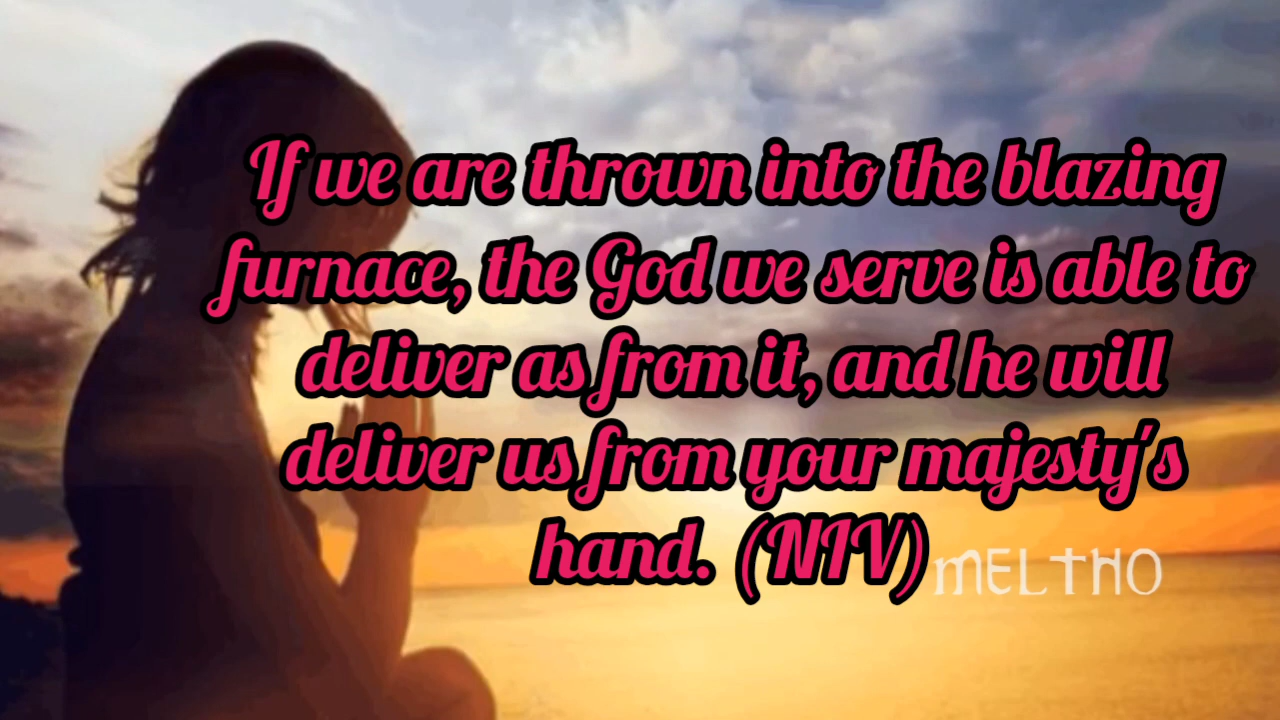 If we are thrown into the blazing
furnace, the God we serve is able to
deliver as from it, and he will
deliver us from your majesty's
hand. (NIV)
MELTHO